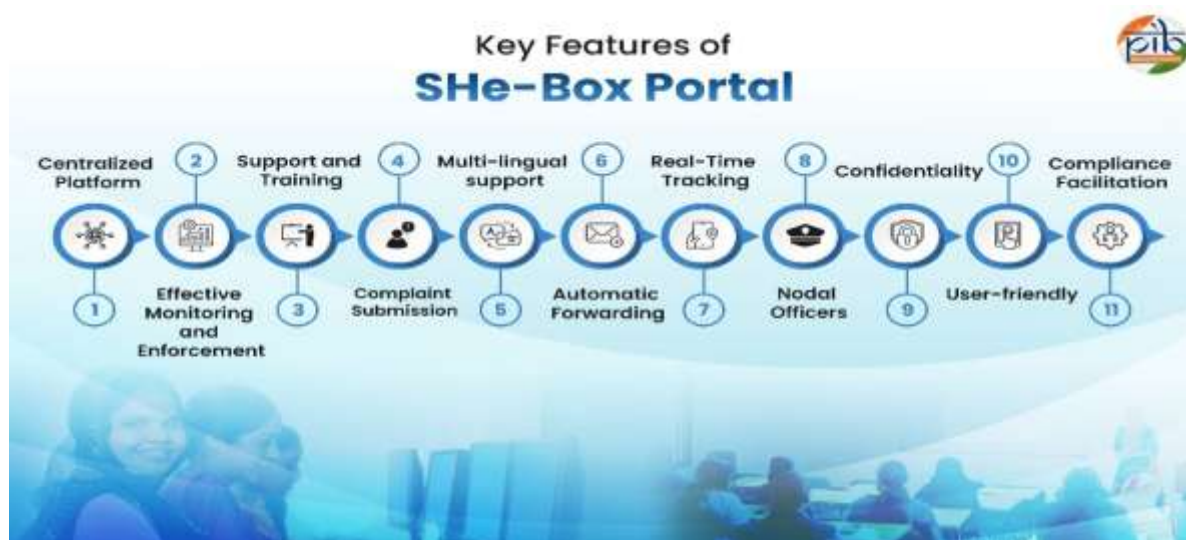 Key Features of
SHe-Box Portal
pib
Centralized
Platform
1
2
Effective
Monitoring
and
Enforcement
Support and
Training
3
4
Complaint
Submission
Multi-lingual
support
5
6
Automatic
Forwarding
Real-Time
Tracking
7
8
Nodal
Officers
Confidentiality
9
10
User-friendly
Compliance
Facilitation
11